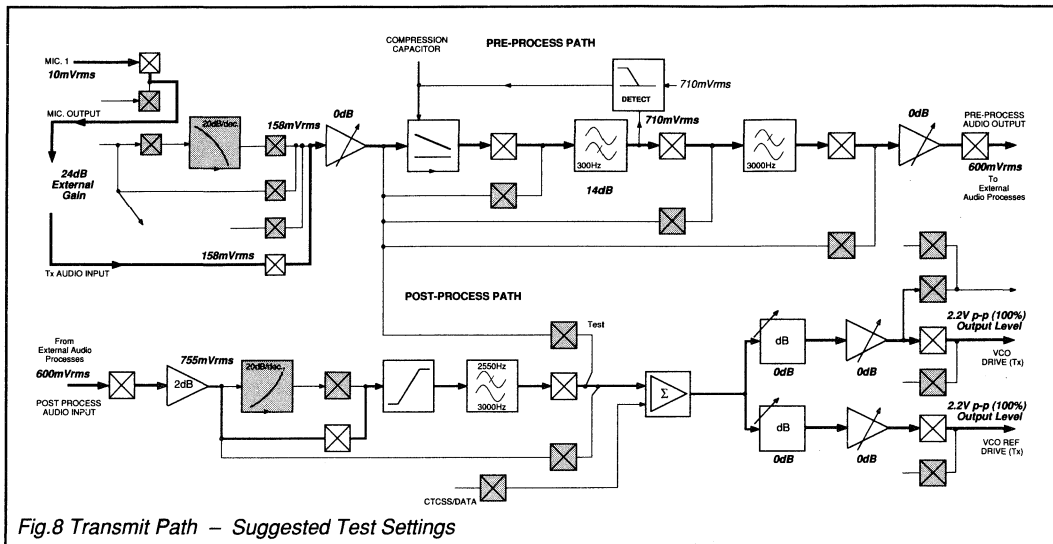 COMPRESSION
CAPACITOR
PRE-PROCESS PATH
MIC. 1
10mVrms
MIC. OUTPUT
20dB/dec.
158mVrms
0dB
DETECT
710mVrms
710mVrms
300Hz
14dB
3000Hz
0dB
PRE-PROCESS
AUDIO OUTPUT
600mVrms
To
External
Audio Processes
24dB
External
Gain
158mVrms
Tx AUDIO INPUT
POST-PROCESS PATH
Test
From
External Audio
Processes
600mVrms
POST PROCESS
AUDIO INPUT
2dB
755mVrms
20dB/dec.
2550Hz
3000Hz
Σ
CTCSS/DATA
dB
0dB
0dB
2.2V p-p (100%)
Output Level
VCO
DRIVE (Tx)
dB
0dB
0dB
2.2V p-p (100%)
Output Level
VCO REF
DRIVE (Tx)
Fig.8 Transmit Path – Suggested Test Settings